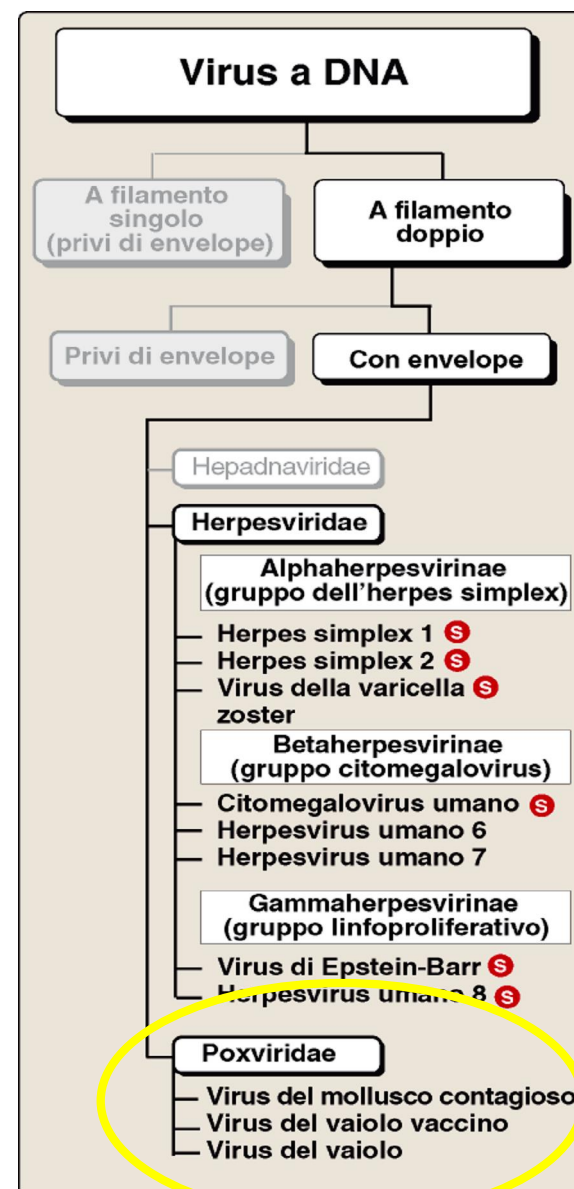 Virus a DNA
A filamento
singolo
(privi di envelope)
A filamento
doppio
Privi di envelope
Con envelope
Hepadnaviridae
Herpesviridae
Alphaherpesvirinae
(gruppo dell'herpes simplex)
Herpes simplex 1 S
Herpes simplex 2 S
Virus della varicella S
zoster
Betaherpesvirinae
(gruppo citomegalovirus)
Citomegalovirus umano S
Herpesvirus umano 6
Herpesvirus umano 7
Gammaherpesvirinae
(gruppo linfoproliferativo)
Virus di Epstein-Barr S
Herpesvirus umano 8 S
Poxviridae
Virus del mollusco contagioso
Virus del vaiolo vaccino
Virus del vaiolo